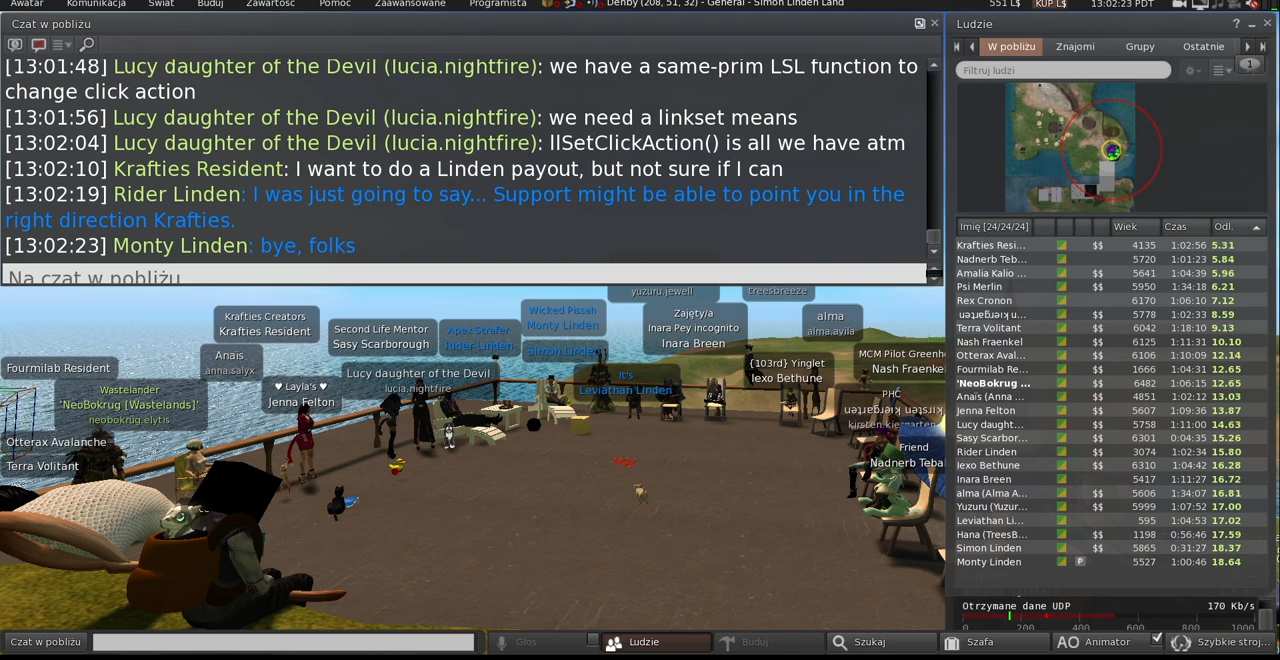 Awatar Komunikacja Świat Buduj Zawartość Pomoc Zaawansowane Programista Denby (208, 51, 32) - General - Simon Linden Land 551 L$ KUP L$ 13:02:23 PDT
Czat w pobliżu
[13:01:48] Lucy daughter of the Devil (lucia.nightfire): we have a same-prim LSL function to
change click action
[13:01:56] Lucy daughter of the Devil (lucia.nightfire): we need a linkset means
[13:02:04] Lucy daughter of the Devil (lucia.nightfire): llSetClickAction() is all we have atm
[13:02:10] Krafties Resident: I want to do a Linden payout, but not sure if I can
[13:02:19] Rider Linden: I was just going to say... Support might be able to point you in the
right direction Krafties.
[13:02:23] Monty Linden: bye, folks
Na czat w pobliżu
yuzuru.jewell
treesbreeze
Krafties Creators
Krafties Resident
Second Life Mentor
Sasy Scarborough
Apex Strafer
Rider Linden
Wicked Pissah
Monty Linden
Simon Linden
Zajęty/a
Inara Pey incognito
Inara Breen
alma
alma.avila
Anaïs
anna.salyx
Fourmilab Resident
Lucy daughter of the Devil
lucia.nightfire
It's
Leviathan Linden
{103rd} Yinglet
Iexo Bethune
MCM Pilot Greenh
Nash Fraenkel
Wastelander
'NeoBokrug [Wastelands]'
neobokrug.elytis
♥ Layla's ♥
Jenna Felton
kirsten.kiergarten
Otterax Avalanche
Terra Volitant
Friend
Nadnerb Tebal
Ludzie
W pobliżu Znajomi Grupy Ostatnie
Filtruj ludzi
1
Imię [24/24/24] Wiek Czas Odl.
Krafties Resi... $$ 4135 1:02:56 5.31
Nadnerb Teb... 5720 1:01:23 5.84
Amalia Kalio ... $$ 5641 1:04:39 5.96
Psi Merlin $$ 5950 1:34:18 6.21
Rex Cronon 6170 1:06:10 7.12
$$ 5778 1:02:33 8.59
Terra Volitant $$ 6042 1:18:10 9.13
Nash Fraenkel $$ 6125 1:11:31 10.10
Otterax Aval... $$ 6106 1:10:09 12.14
Fourmilab Re... $$ 1666 1:04:31 12.65
'NeoBokrug ... $$ 6482 1:06:15 12.65
Anaïs (Anna ... $$ 4851 1:02:12 13.03
Jenna Felton $$ 5607 1:09:36 13.87
Lucy daught... $$ 5758 1:11:00 14.63
Sasy Scarbor... $$ 6301 0:04:35 15.26
Rider Linden $$ 3074 1:02:34 15.80
Iexo Bethune $$ 6310 1:04:42 16.28
Inara Breen 5417 1:11:27 16.72
alma (Alma A... $$ 5606 1:34:07 16.81
Yuzuru (Yuzur... $$ 5999 1:07:52 17.00
Leviathan Li... 595 1:04:53 17.02
Hana (TreesB... $$ 1198 0:56:46 17.59
Simon Linden $$ 5865 0:31:27 18.37
Monty Linden P 5527 1:00:46 18.64
Otrzymane dane UDP 170 Kb/s
0 200 400 600 800 1000
Czat w pobliżu Głos Ludzie Buduj Szukaj Szafa AO Animator Szybkie stroj...